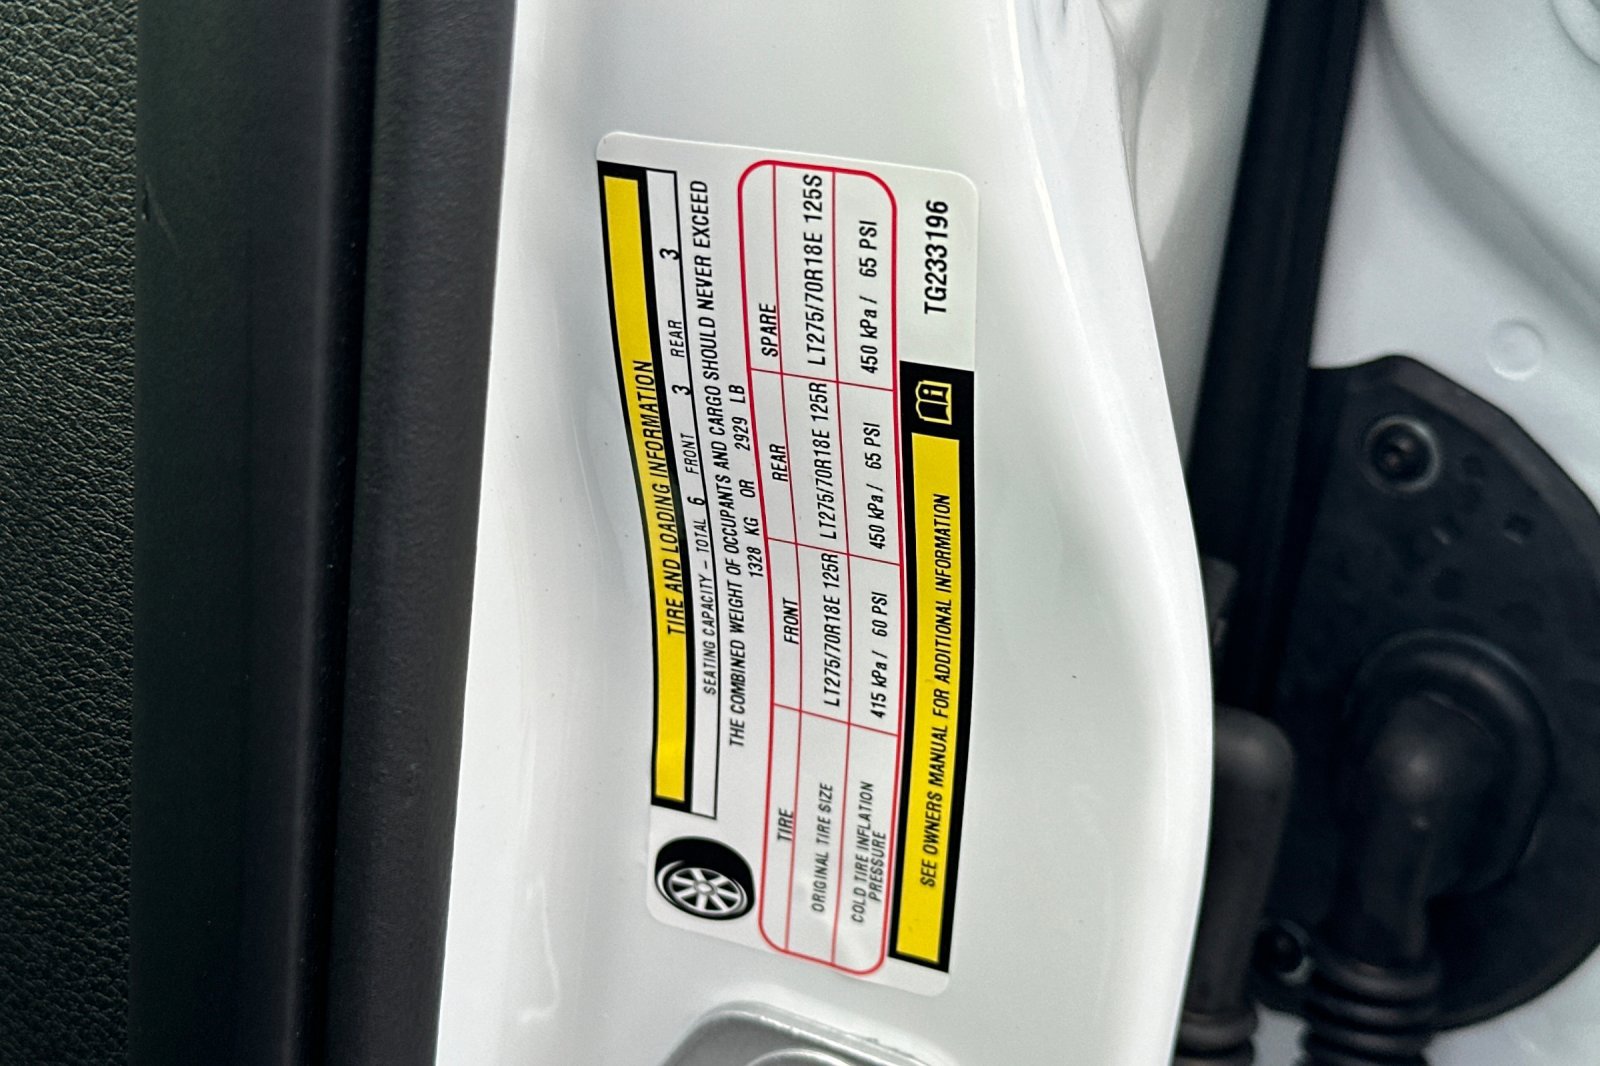 TIRE AND LOADING INFORMATION
SEATING CAPACITY – TOTAL 6 FRONT 3 REAR 3
THE COMBINED WEIGHT OF OCCUPANTS AND CARGO SHOULD NEVER EXCEED
1328 KG OR 2929 LB
TIRE FRONT REAR SPARE
ORIGINAL TIRE SIZE LT275/70R18E 125R LT275/70R18E 125R LT275/70R18E 125S
COLD TIRE INFLATION
PRESSURE 415 kPa / 60 PSI 450 kPa / 65 PSI 450 kPa / 65 PSI
SEE OWNERS MANUAL FOR ADDITIONAL INFORMATION
TG233196